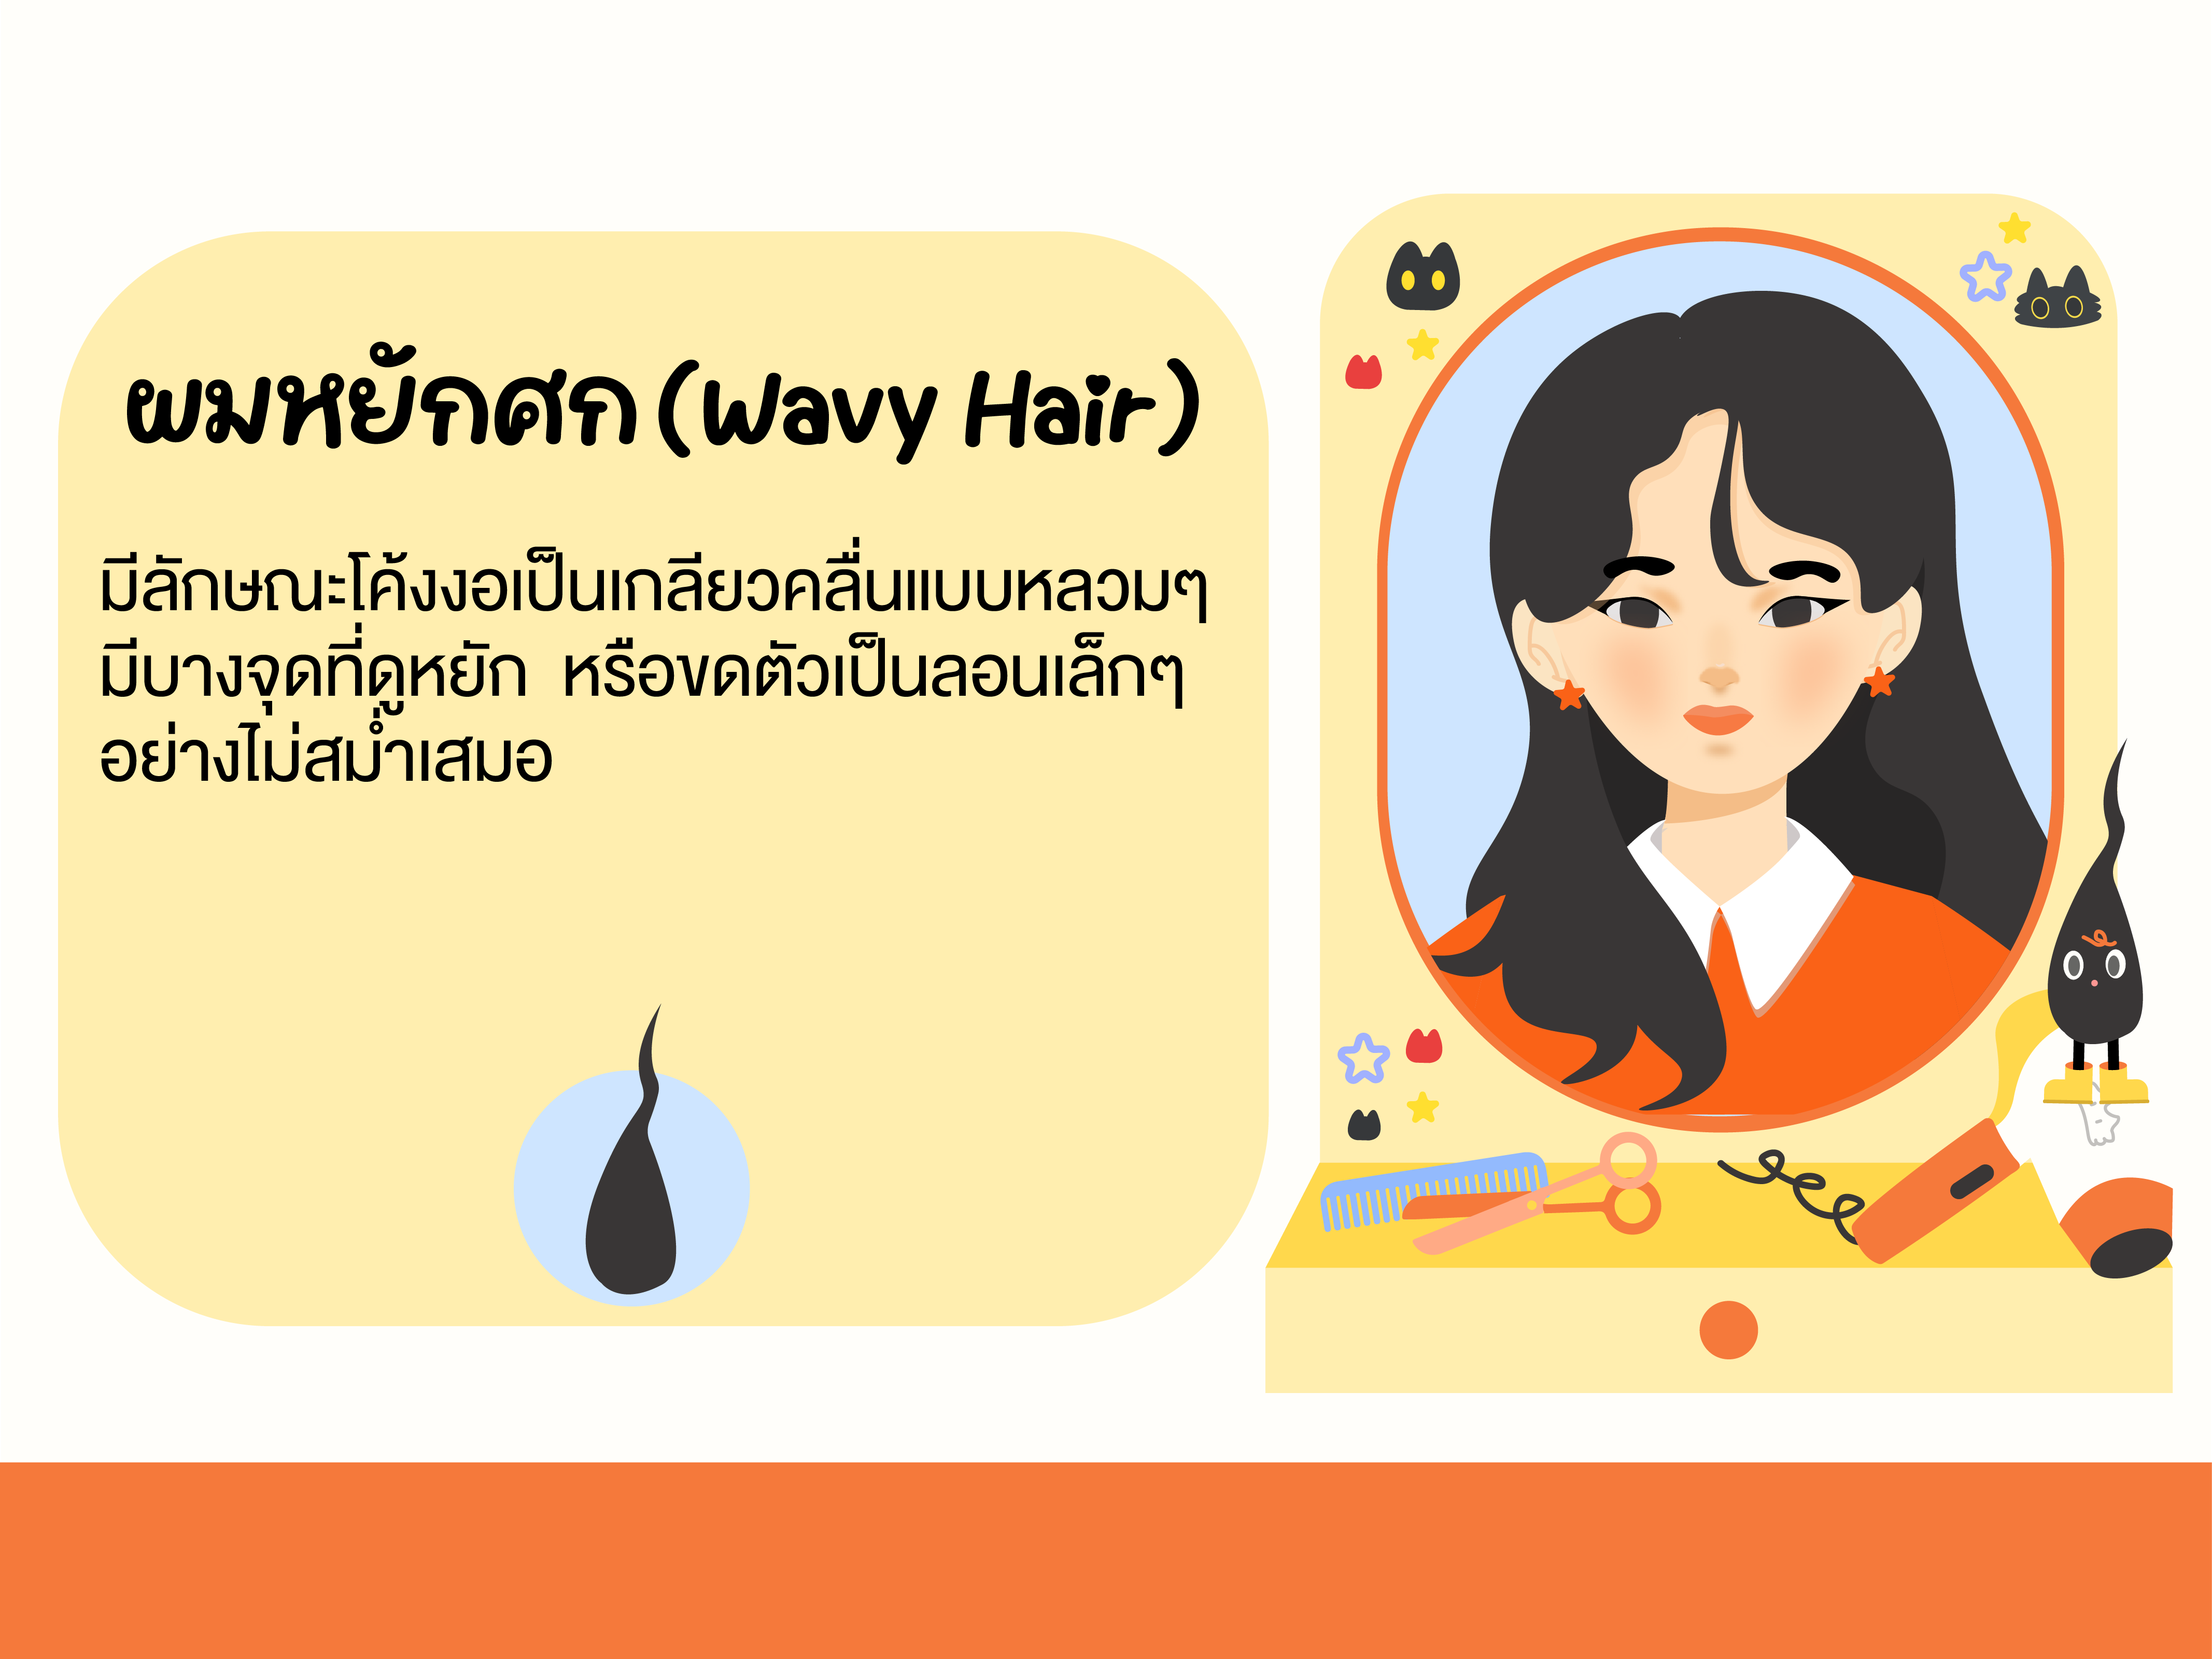 ผมหยักศก (Wavy Hair)
มีลักษณะโค้งงอเป็นเกลียวคลื่นแบบหลวมๆ
มีบางจุดที่ดูหยัก หรือขดตัวเป็นลอนเล็กๆ
อย่างไม่สม่ำเสมอ